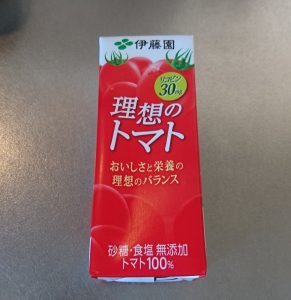 伊藤園
リコピン
30mg
理想の
トマト
おいしさと栄養の
理想のバランス
砂糖・食塩 無添加
トマト100%